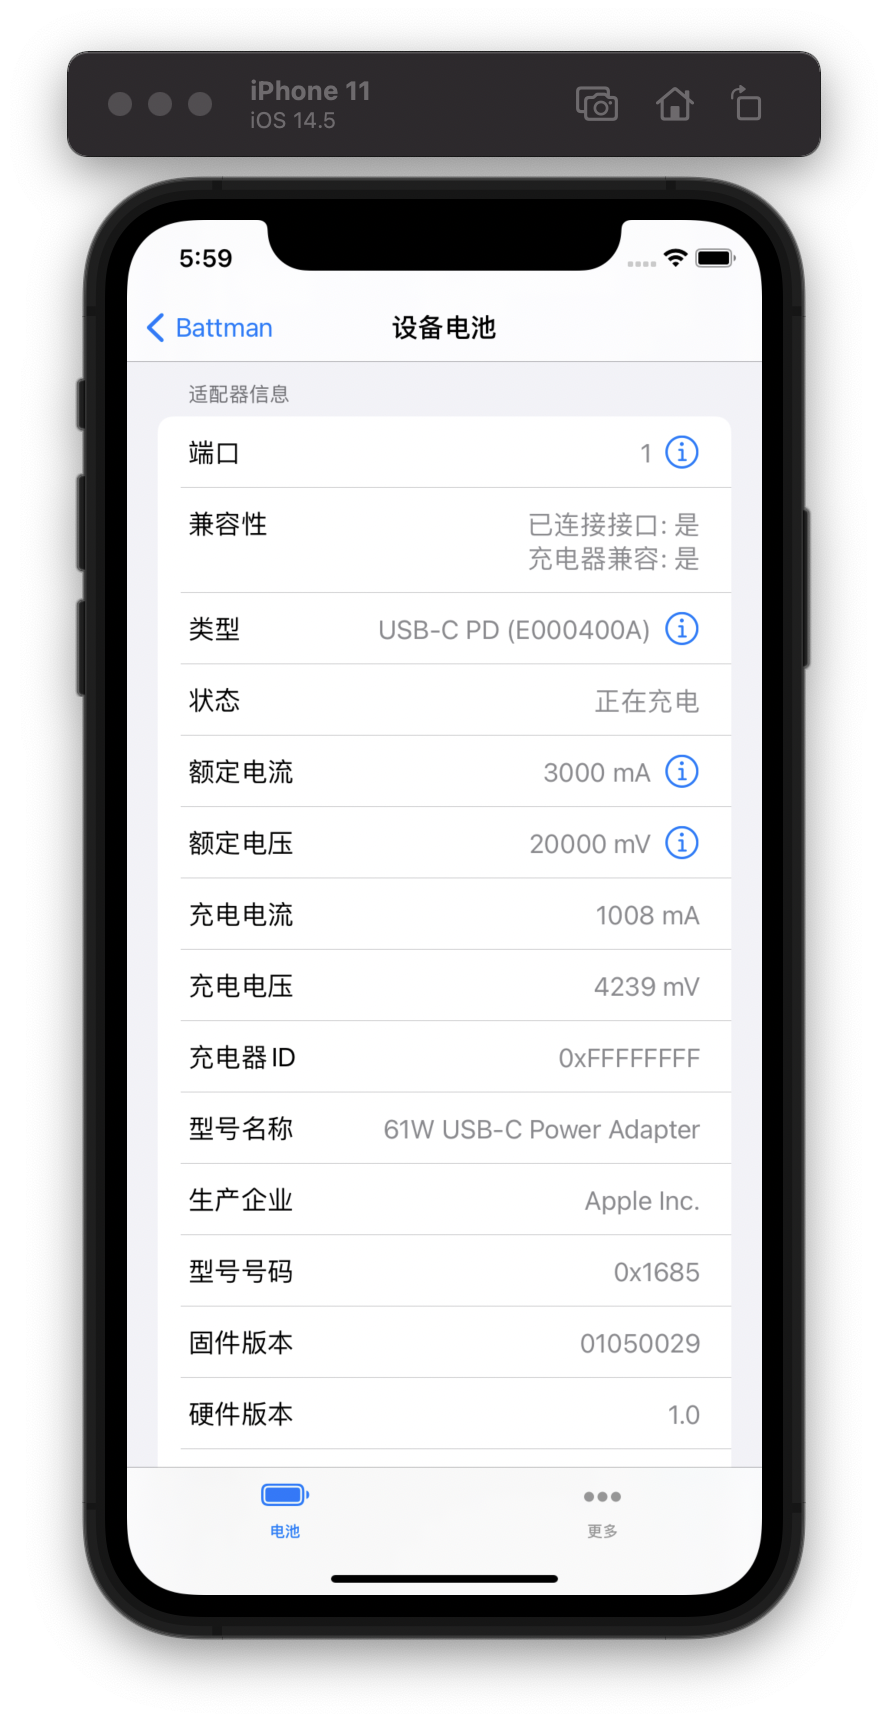 iPhone 11
iOS 14.5
5:59
Battman
设备电池
适配器信息
端口 1
兼容性 已连接接口: 是
充电器兼容: 是
类型 USB-C PD (E000400A)
状态 正在充电
额定电流 3000 mA
额定电压 20000 mV
充电电流 1008 mA
充电电压 4239 mV
充电器 ID 0xFFFFFFFF
型号名称 61W USB-C Power Adapter
生产企业 Apple Inc.
型号号码 0x1685
固件版本 01050029
硬件版本 1.0
电池 更多